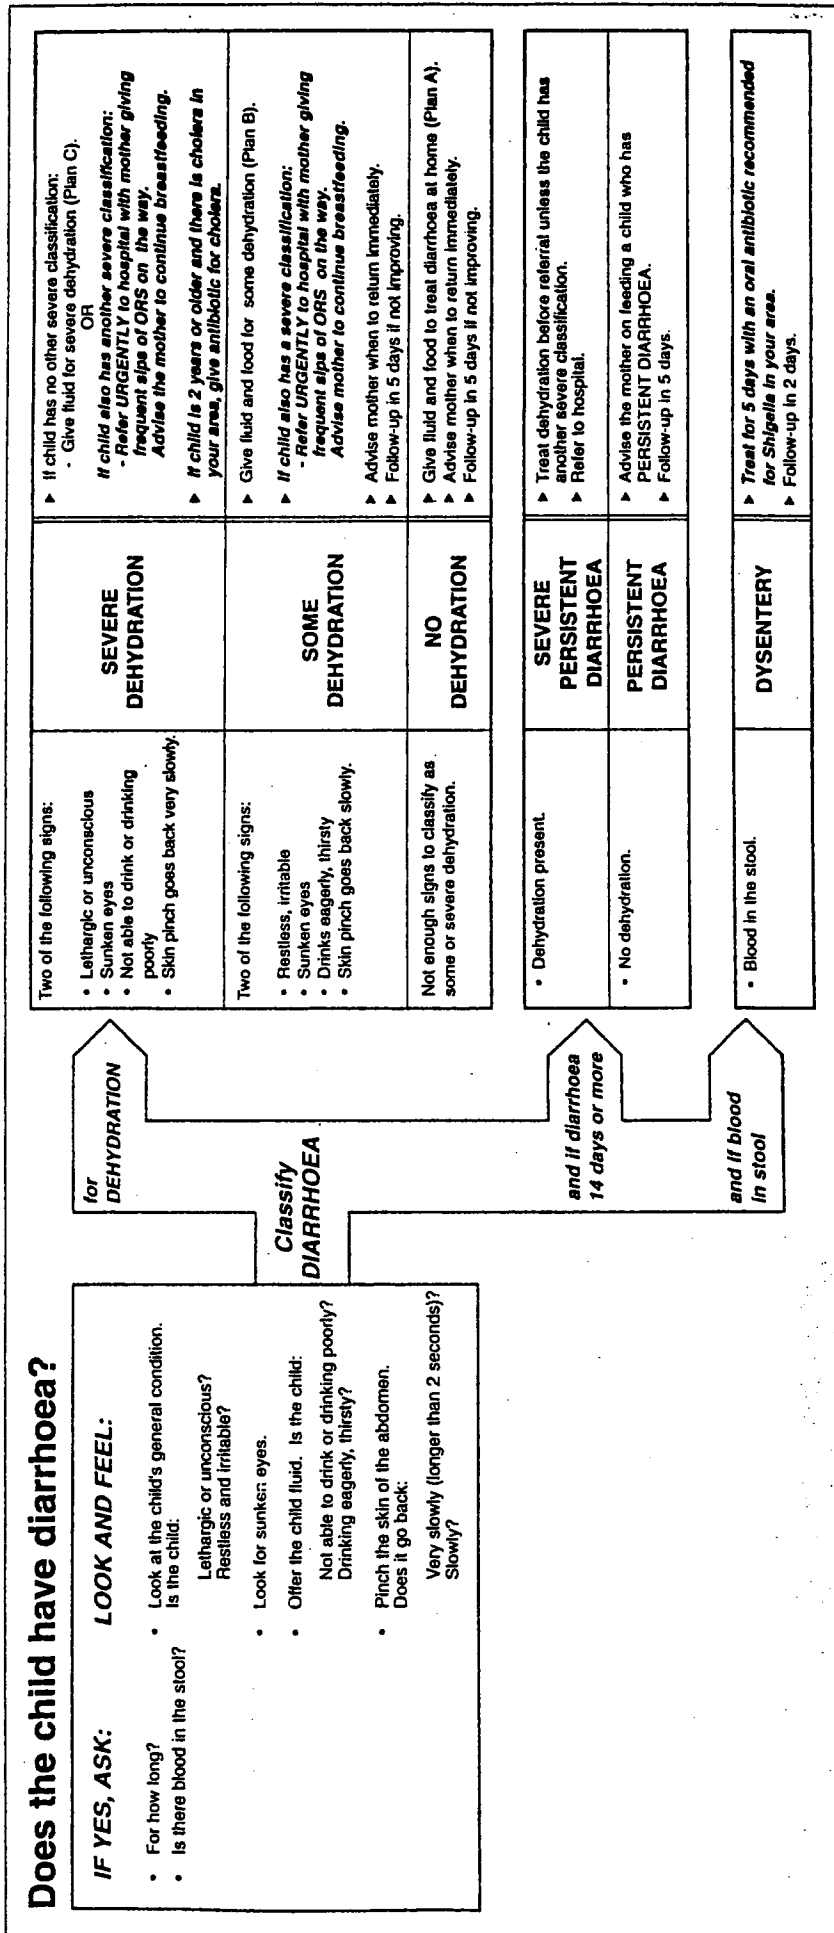 Does the child have diarrhoea?
IF YES, ASK:
• For how long?
• Is there blood in the stool?
LOOK AND FEEL:
• Look at the child's general condition.
Is the child:
Lethargic or unconscious?
Restless and irritable?
• Look for sunken eyes.
• Offer the child fluid. Is the child:
Not able to drink or drinking poorly?
Drinking eagerly, thirsty?
• Pinch the skin of the abdomen.
Does it go back:
Very slowly (longer than 2 seconds)?
Slowly?
Classify
DIARRHOEA
for
DEHYDRATION
Two of the following signs:
• Lethargic or unconscious
• Sunken eyes
• Not able to drink or drinking
poorly
• Skin pinch goes back very slowly.
SEVERE
DEHYDRATION
► If child has no other severe classification:
- Give fluid for severe dehydration (Plan C).
OR
If child also has another severe classification:
- Refer URGENTLY to hospital with mother giving
frequent sips of ORS on the way.
Advise the mother to continue breastfeeding.
► If child is 2 years or older and there is cholera in
your area, give antibiotic for cholera.
Two of the following signs:
• Restless, irritable
• Sunken eyes
• Drinks eagerly, thirsty
• Skin pinch goes back slowly.
SOME
DEHYDRATION
► Give fluid and food for some dehydration (Plan B).
► If child also has a severe classification:
- Refer URGENTLY to hospital with mother giving
frequent sips of ORS on the way.
Advise mother to continue breastfeeding.
► Advise mother when to return immediately.
► Follow-up in 5 days if not improving.
Not enough signs to classify as
some or severe dehydration.
NO
DEHYDRATION
► Give fluid and food to treat diarrhoea at home (Plan A).
► Advise mother when to return immediately.
► Follow-up in 5 days if not improving.
and if diarrhoea
14 days or more
• Dehydration present.
SEVERE
PERSISTENT
DIARRHOEA
► Treat dehydration before referral unless the child has
another severe classification.
► Refer to hospital.
• No dehydration.
PERSISTENT
DIARRHOEA
► Advise the mother on feeding a child who has
PERSISTENT DIARRHOEA.
► Follow-up in 5 days.
and if blood
in stool
• Blood in the stool.
DYSENTERY
► Treat for 5 days with an oral antibiotic recommended
for Shigella in your area.
► Follow-up in 2 days.